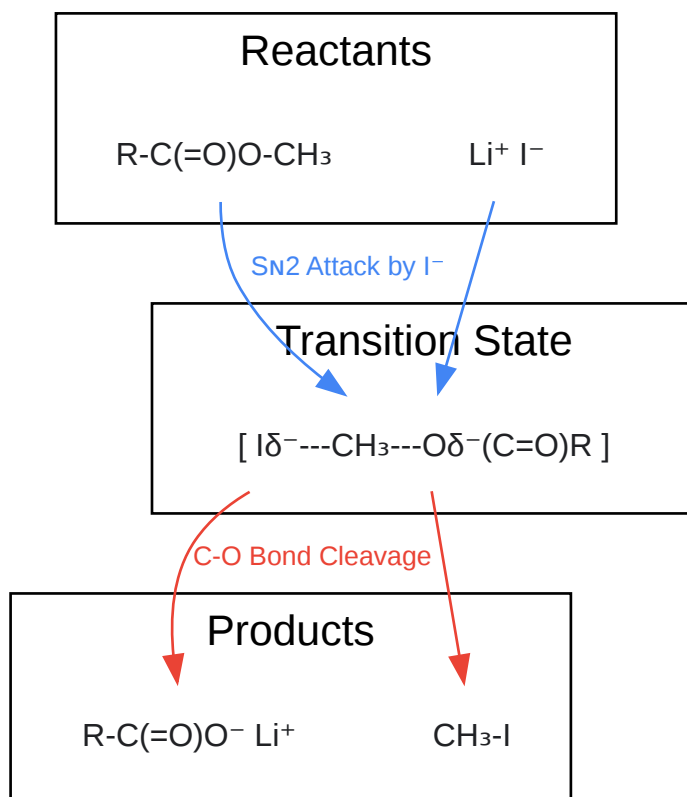 Reactants
R-C(=O)O-CH₃ Li⁺ I⁻
Sɴ2 Attack by I⁻
Transition State
[ Iδ⁻---CH₃---Oδ⁻(C=O)R ]
C-O Bond Cleavage
Products
R-C(=O)O⁻ Li⁺ CH₃-I